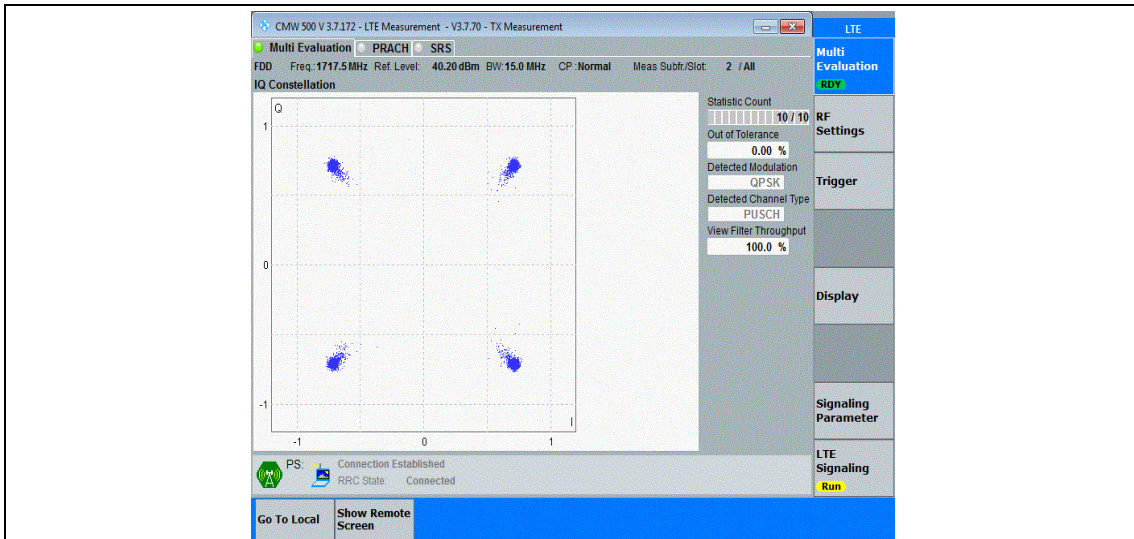 CMW 500 V 3.7.172 - LTE Measurement - V3.7.70 - TX Measurement
LTE
Multi Evaluation PRACH SRS
FDD Freq.:1717.5 MHz Ref. Level: 40.20 dBm BW:15.0 MHz CP :Normal Meas Subfr./Slot: 2 / All
IQ Constellation
Q
1
0
-1
I
-1 0 1
Statistic Count
10 / 10
Out of Tolerance
0.00 %
Detected Modulation
QPSK
Detected Channel Type
PUSCH
View Filter Throughput
100.0 %
Multi
Evaluation
RDY
RF
Settings
Trigger
Display
Signaling
Parameter
LTE
Signaling
Run
PS: Connection Established
RRC State: Connected
Go To Local
Show Remote
Screen